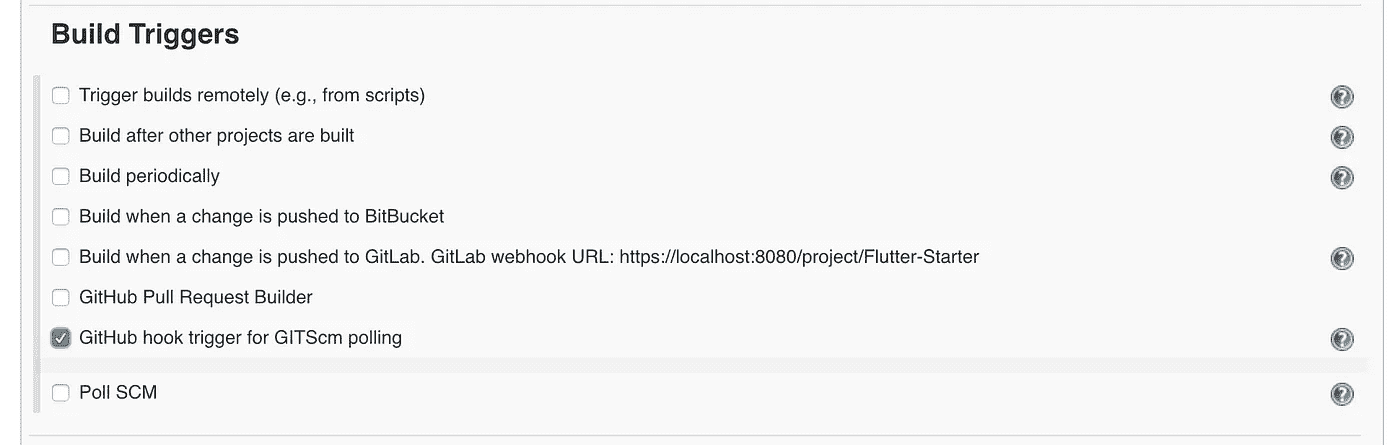 Build Triggers
Trigger builds remotely (e.g., from scripts)
Build after other projects are built
Build periodically
Build when a change is pushed to BitBucket
Build when a change is pushed to GitLab. GitLab webhook URL: https://localhost:8080/project/Flutter-Starter
GitHub Pull Request Builder
GitHub hook trigger for GITScm polling
Poll SCM